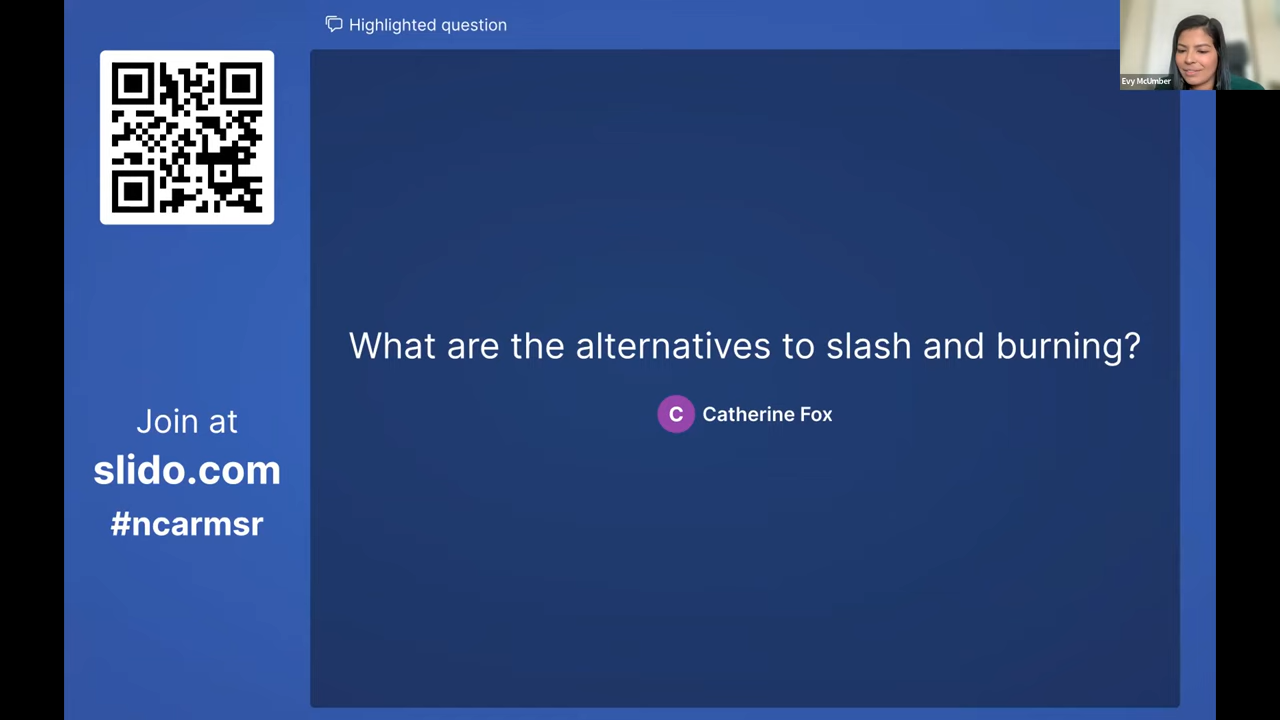 Highlighted question
Evy McUmber
What are the alternatives to slash and burning?
C Catherine Fox
Join at
slido.com
#ncarmsr